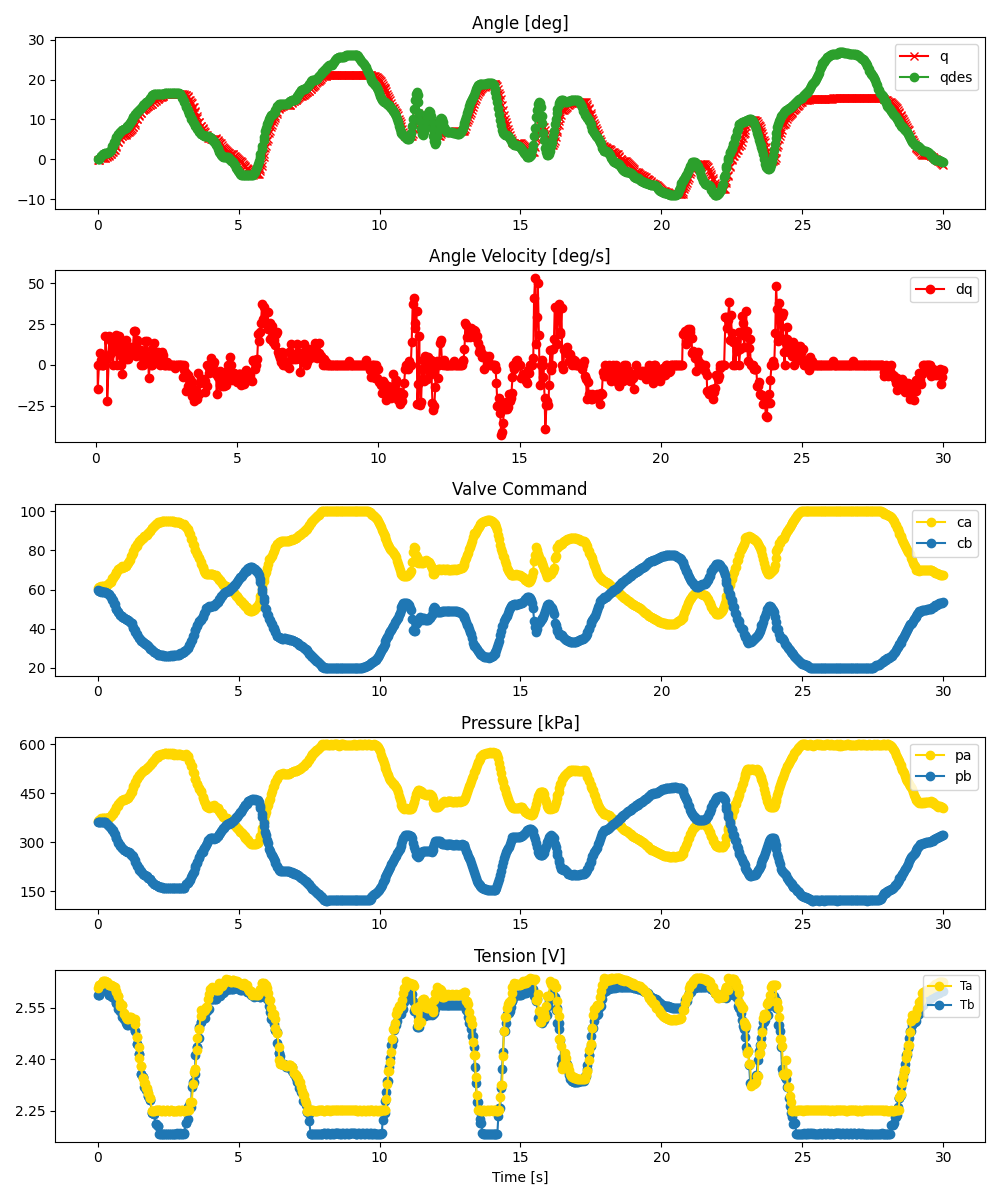 Angle [deg]
30
20
10
0
−10
q
qdes
0 5 10 15 20 25 30
Angle Velocity [deg/s]
50
25
0
−25
dq
0 5 10 15 20 25 30
Valve Command
100
80
60
40
20
ca
cb
0 5 10 15 20 25 30
Pressure [kPa]
600
450
300
150
pa
pb
0 5 10 15 20 25 30
Tension [V]
2.55
2.40
2.25
Ta
Tb
0 5 10 15 20 25 30
Time [s]